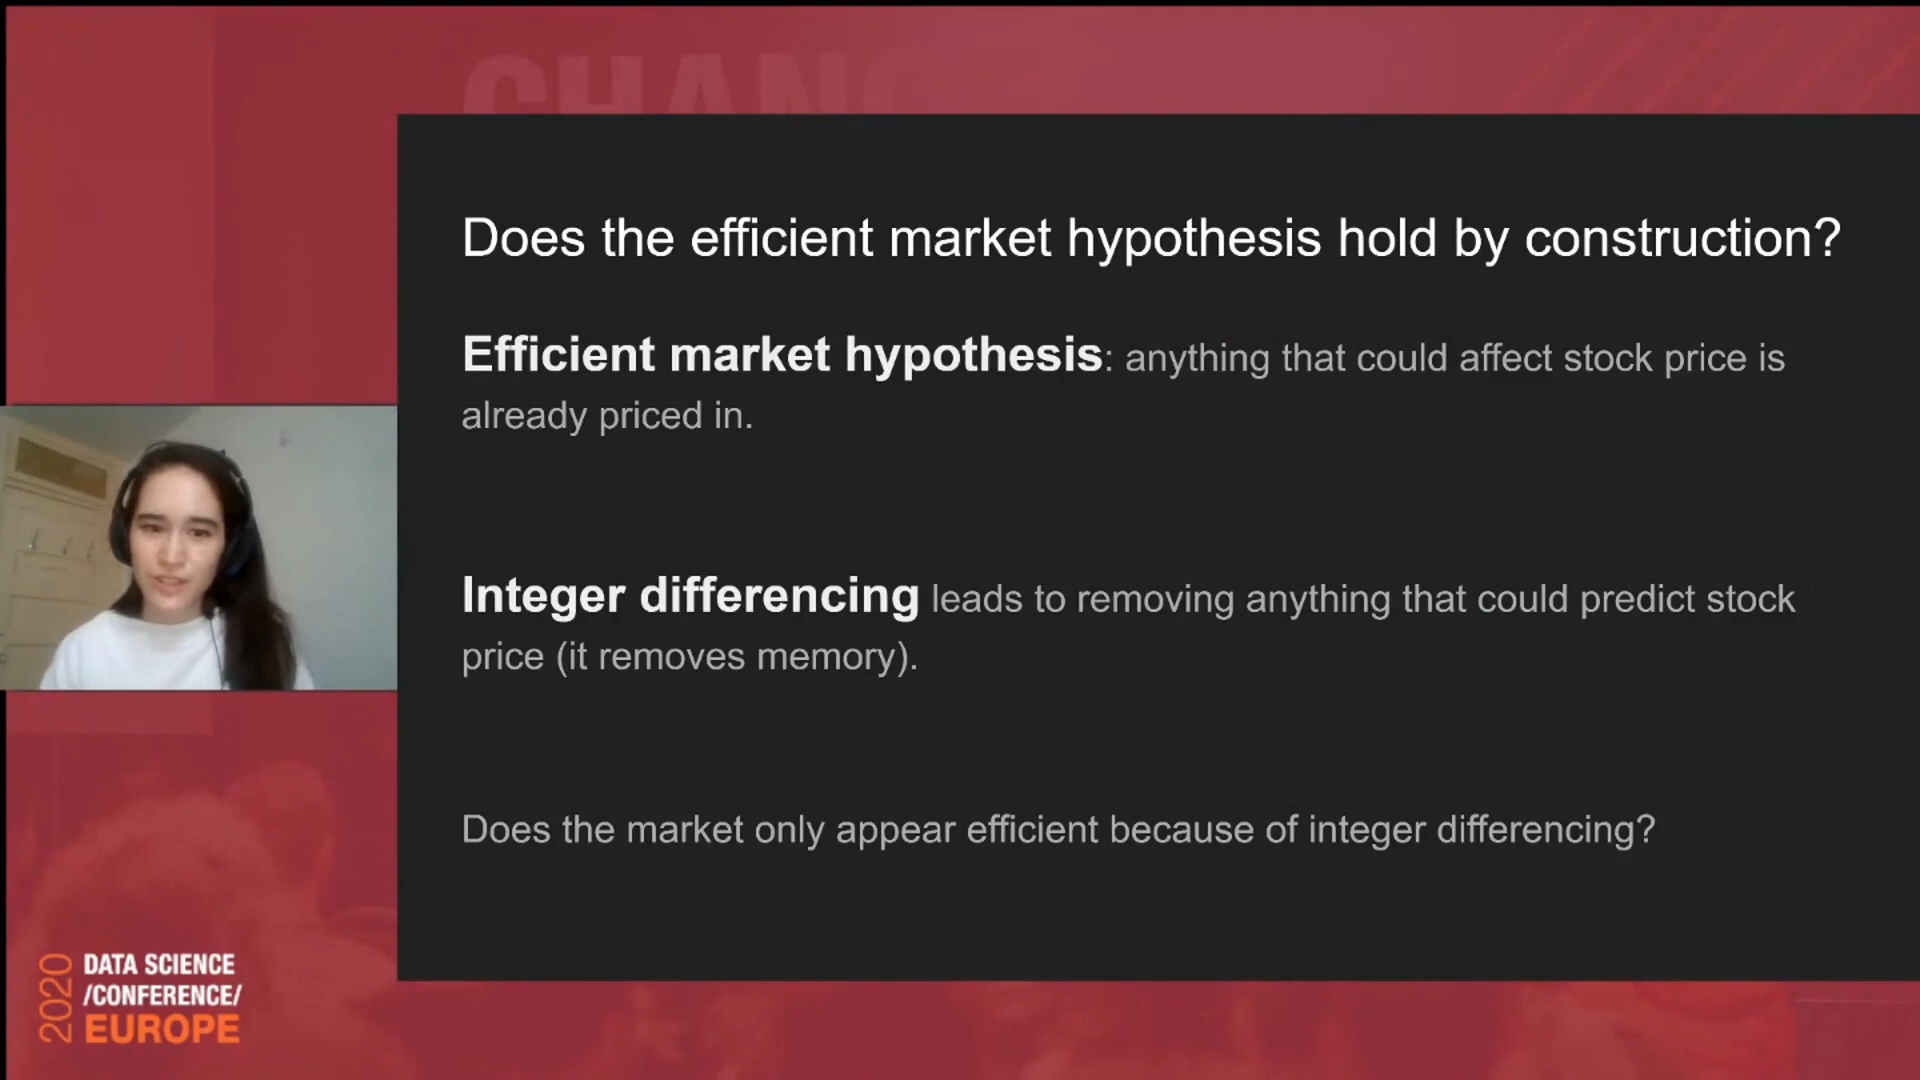 CHAN
Does the efficient market hypothesis hold by construction?
Efficient market hypothesis: anything that could affect stock price is
already priced in.
Integer differencing leads to removing anything that could predict stock
price (it removes memory).
Does the market only appear efficient because of integer differencing?
2020
DATA SCIENCE
/CONFERENCE/
EUROPE